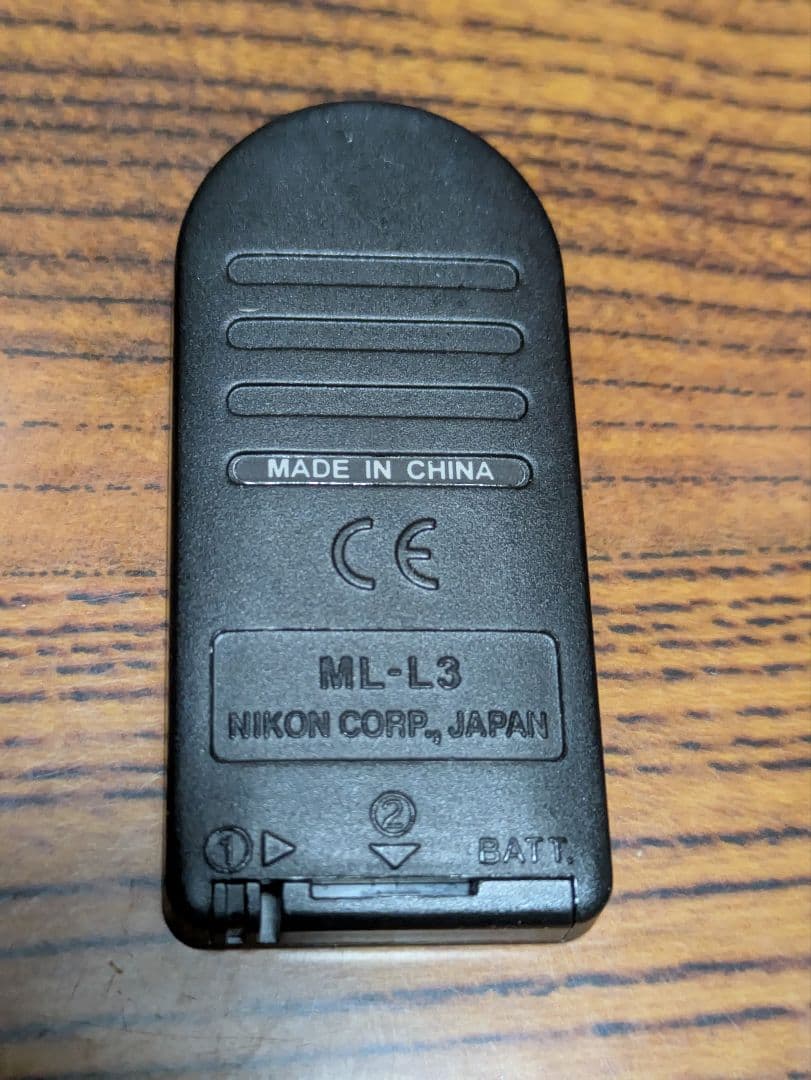 MADE IN CHINA
CE
ML-L3
NIKON CORP., JAPAN
②
① BATT.